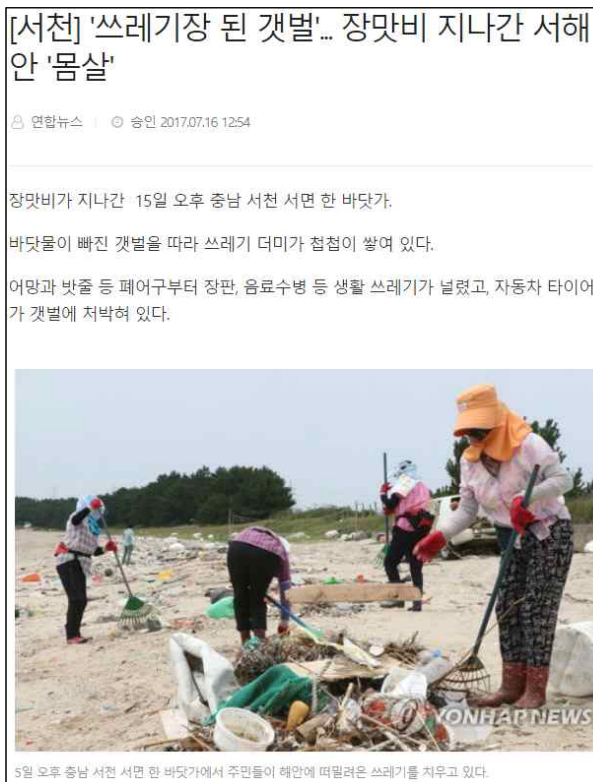 [서천] '쓰레기장 된 갯벌'... 장맛비 지나간 서해
안 '몸살'
연합뉴스 승인 2017.07.16 12:54
장맛비가 지나간 15일 오후 충남 서천 서면 한 바닷가.
바닷물이 빠진 갯벌을 따라 쓰레기 더미가 첩첩이 쌓여 있다.
어망과 밧줄 등 폐어구부터 장판, 음료수병 등 생활 쓰레기가 널렸고, 자동차 타이어
가 갯벌에 처박혀 있다.
YONHAPNEWS
5일 오후 충남 서천 서면 한 바닷가에서 주민들이 해안에 떠밀려온 쓰레기를 치우고 있다.